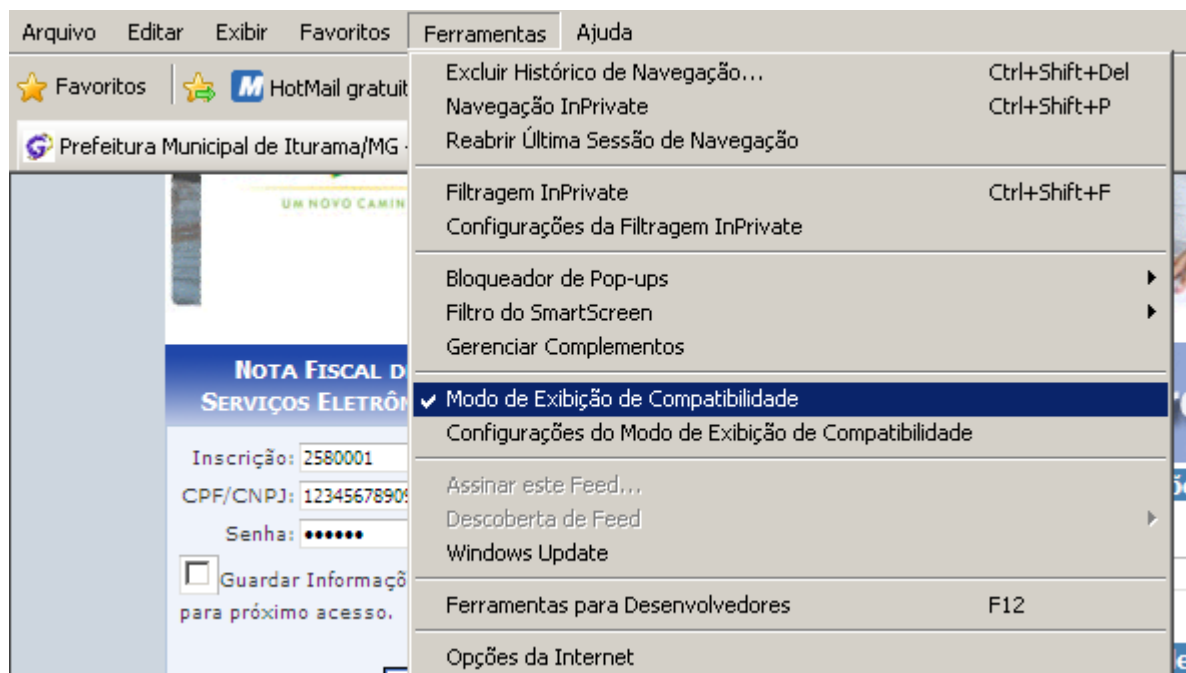 Arquivo Editar Exibir Favoritos Ferramentas Ajuda
Favoritos HotMail gratuit
Prefeitura Municipal de Iturama/MG
Excluir Histórico de Navegação... Ctrl+Shift+Del
Navegação InPrivate Ctrl+Shift+P
Reabrir Última Sessão de Navegação
Filtragem InPrivate Ctrl+Shift+F
Configurações da Filtragem InPrivate
Bloqueador de Pop-ups
Filtro do SmartScreen
Gerenciar Complementos
Modo de Exibição de Compatibilidade
Configurações do Modo de Exibição de Compatibilidade
Assinar este Feed...
Descoberta de Feed
Windows Update
Ferramentas para Desenvolvedores F12
Opções da Internet
UM NOVO CAMIN
NOTA FISCAL D
SERVIÇOS ELETRÔN
Inscrição: 2580001
CPF/CNPJ: 1234567890
Senha: ••••••
Guardar Informaçõ
para próximo acesso.